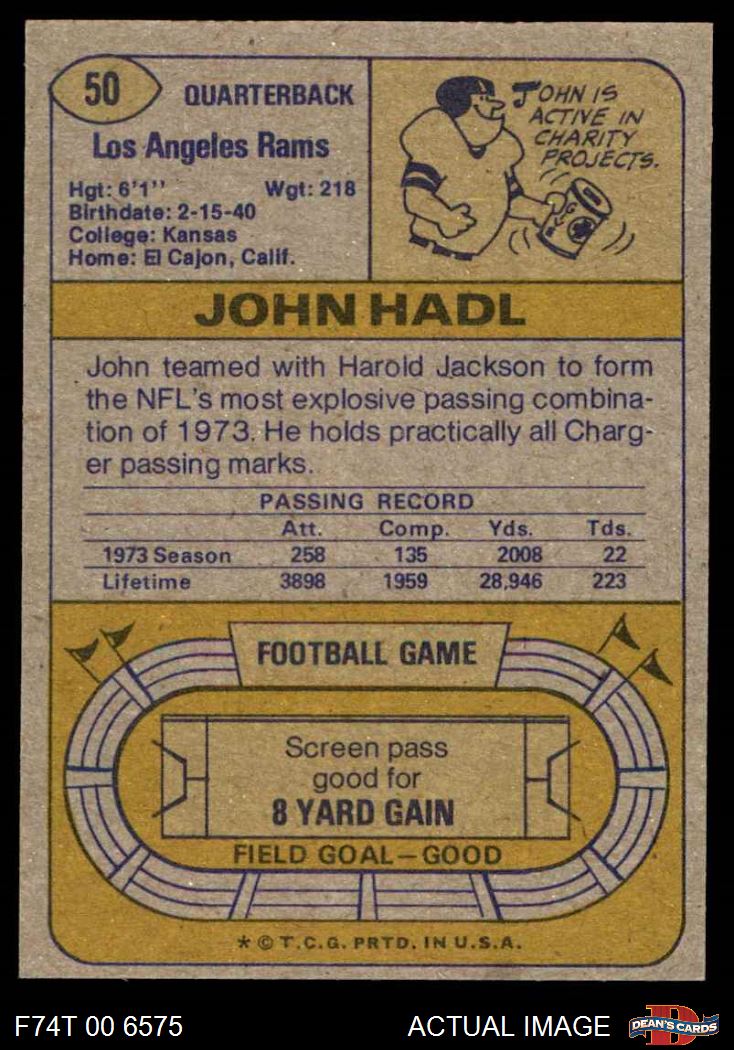 50
QUARTERBACK
Los Angeles Rams
Hgt: 6'1" Wgt: 218
Birthdate: 2-15-40
College: Kansas
Home: El Cajon, Calif.
JOHN IS
ACTIVE IN
CHARITY
PROJECTS.
JOHN HADL
John teamed with Harold Jackson to form
the NFL's most explosive passing combina-
tion of 1973. He holds practically all Charg-
er passing marks.
PASSING RECORD
Att. Comp. Yds. Tds.
1973 Season 258 135 2008 22
Lifetime 3898 1959 28,946 223
FOOTBALL GAME
Screen pass
good for
8 YARD GAIN
FIELD GOAL—GOOD
* © T.C.G. PRTD. IN U.S.A.
F74T 00 6575 ACTUAL IMAGE
DEAN'S CARDS